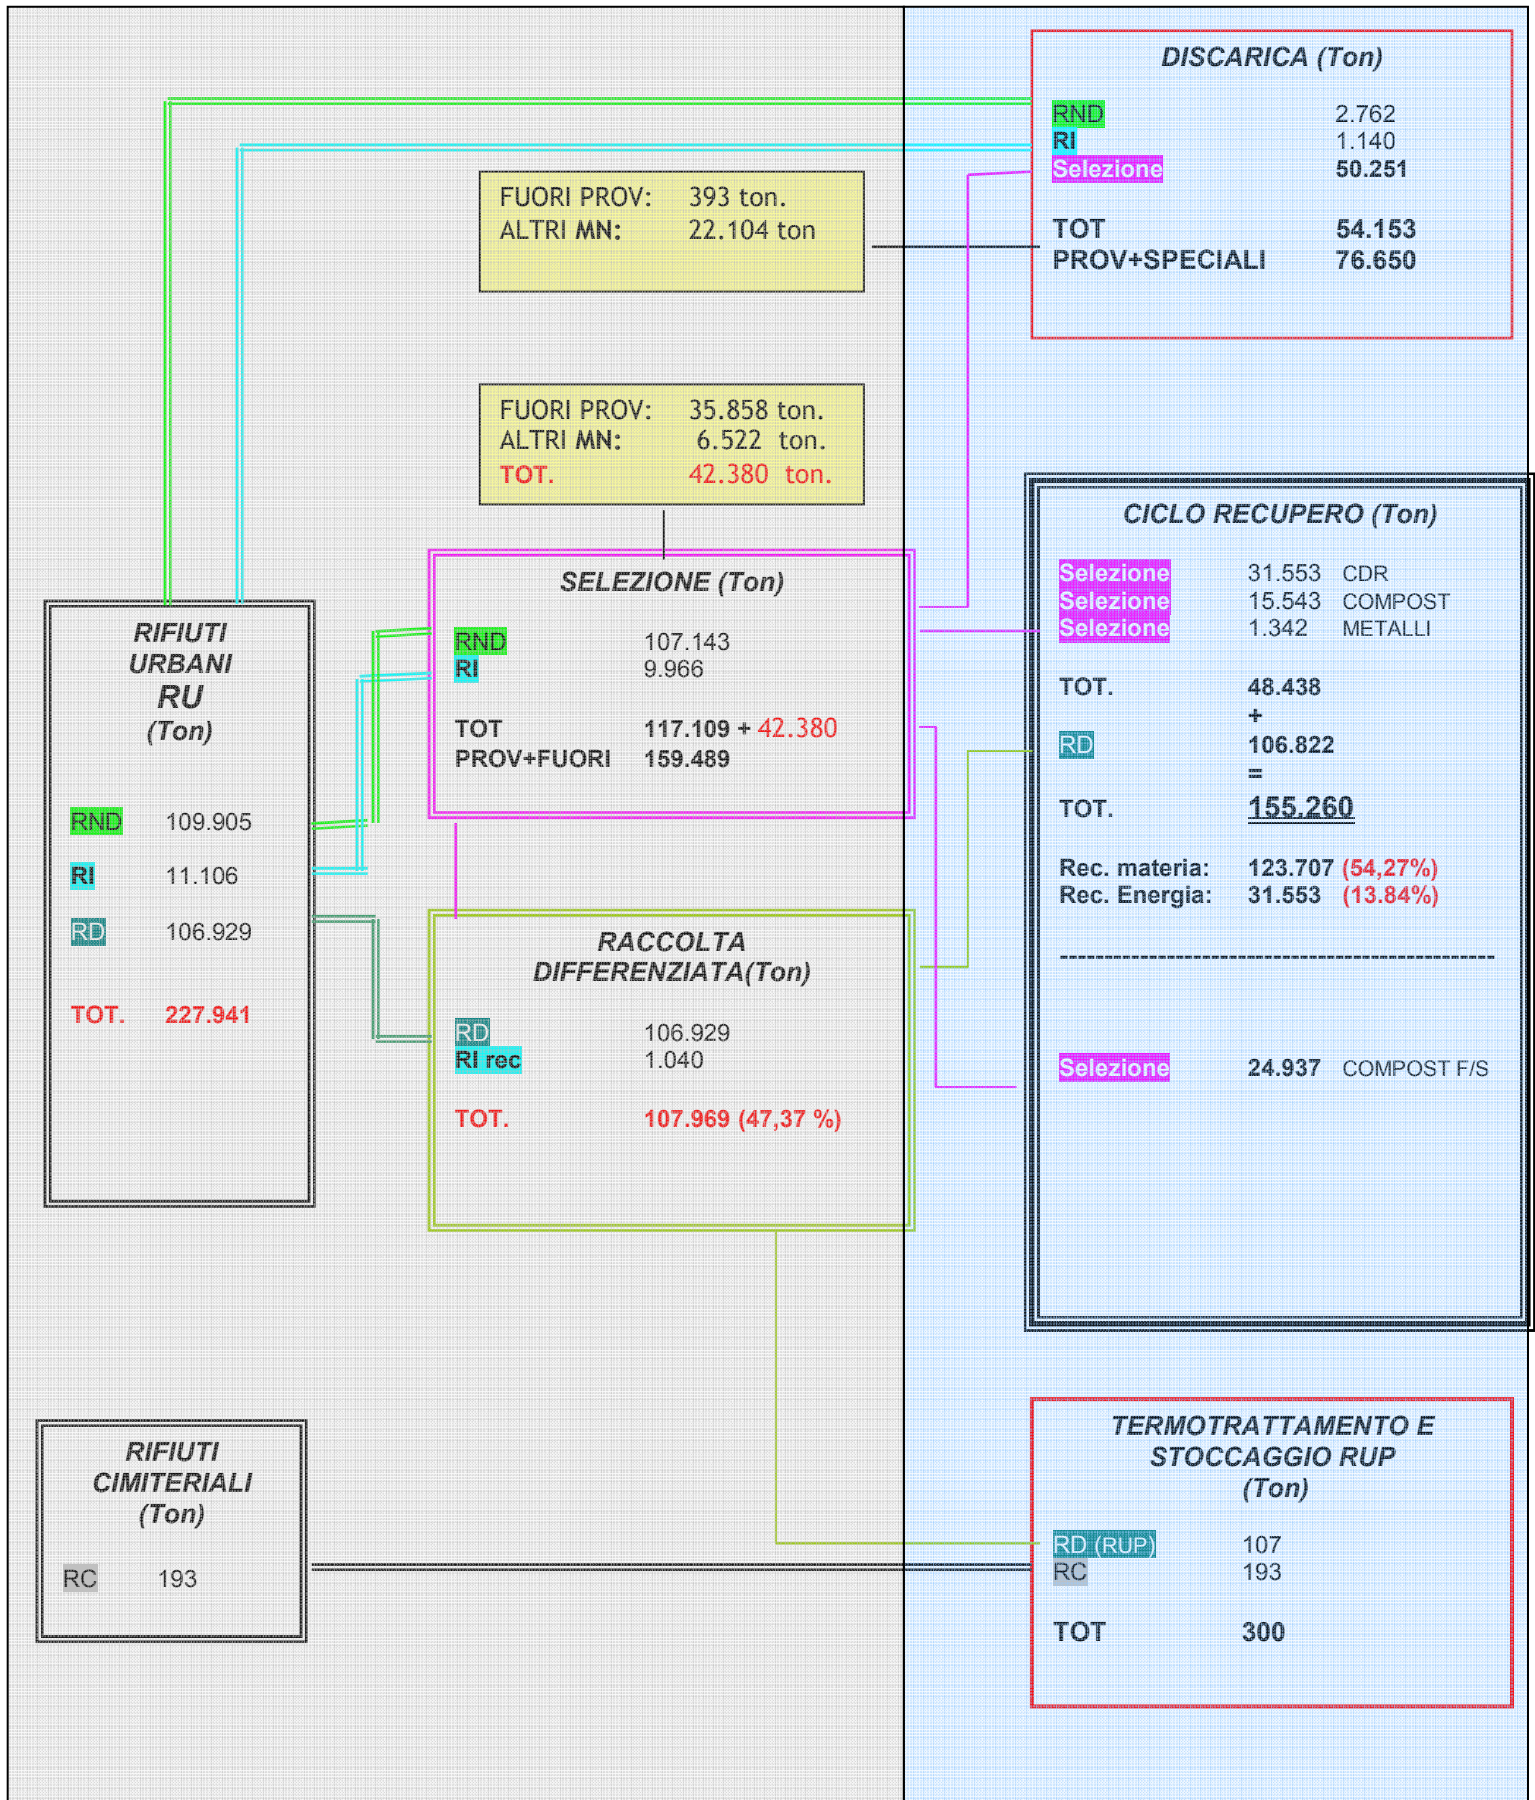 DISCARICA (Ton)
RND 2.762
RI 1.140
Selezione 50.251
TOT 54.153
PROV+SPECIALI 76.650
FUORI PROV: 393 ton.
ALTRI MN: 22.104 ton
FUORI PROV: 35.858 ton.
ALTRI MN: 6.522 ton.
TOT. 42.380 ton.
SELEZIONE (Ton)
RND 107.143
RI 9.966
TOT 117.109 + 42.380
PROV+FUORI 159.489
CICLO RECUPERO (Ton)
Selezione 31.553 CDR
Selezione 15.543 COMPOST
Selezione 1.342 METALLI
TOT. 48.438
+
RD 106.822
=
TOT. 155.260
Rec. materia: 123.707 (54,27%)
Rec. Energia: 31.553 (13.84%)
--------------------------------------------------
Selezione 24.937 COMPOST F/S
RIFIUTI
URBANI
RU
(Ton)
RND 109.905
RI 11.106
RD 106.929
TOT. 227.941
RACCOLTA
DIFFERENZIATA(Ton)
RD 106.929
RI rec 1.040
TOT. 107.969 (47,37 %)
RIFIUTI
CIMITERIALI
(Ton)
RC 193
TERMOTRATTAMENTO E
STOCCAGGIO RUP
(Ton)
RD (RUP) 107
RC 193
TOT 300